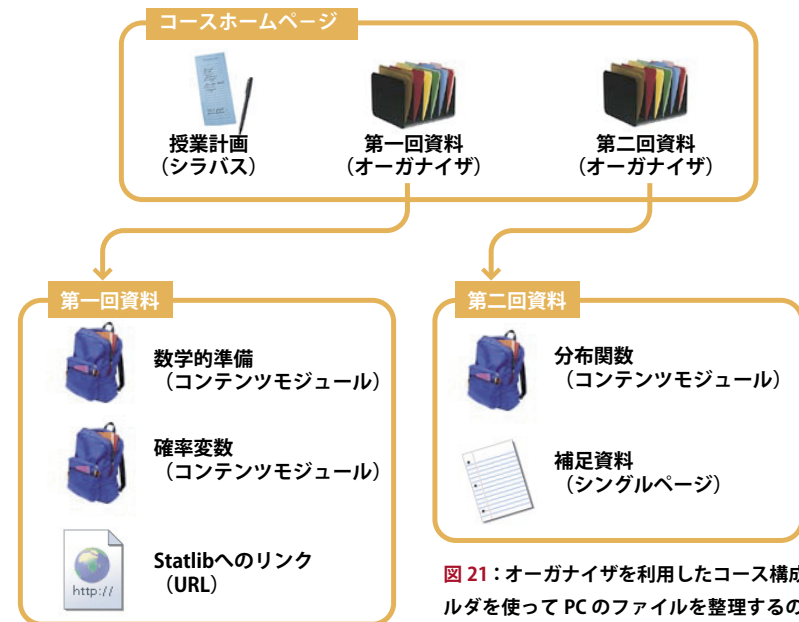 コースホームページ
授業計画
（シラバス）
第一回資料
（オーガナイザ）
第二回資料
（オーガナイザ）
第一回資料
数学的準備
（コンテンツモジュール）
確率変数
（コンテンツモジュール）
http://
Statlibへのリンク
（URL）
第二回資料
分布関数
（コンテンツモジュール）
補足資料
（シングルページ）
図 21：オーガナイザを利用したコース構成
ルダを使って PC のファイルを整理するの